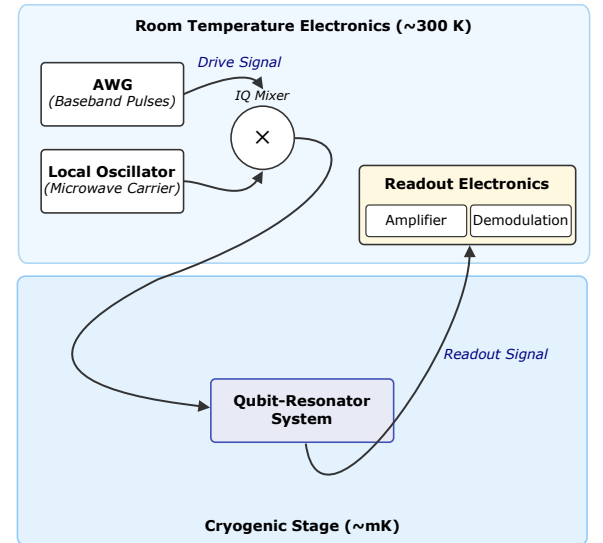 Room Temperature Electronics (~300 K)
Drive Signal
AWG
(Baseband Pulses)
IQ Mixer
×
Local Oscillator
(Microwave Carrier)
Readout Electronics
Amplifier
Demodulation
Readout Signal
Qubit-Resonator
System
Cryogenic Stage (~mK)